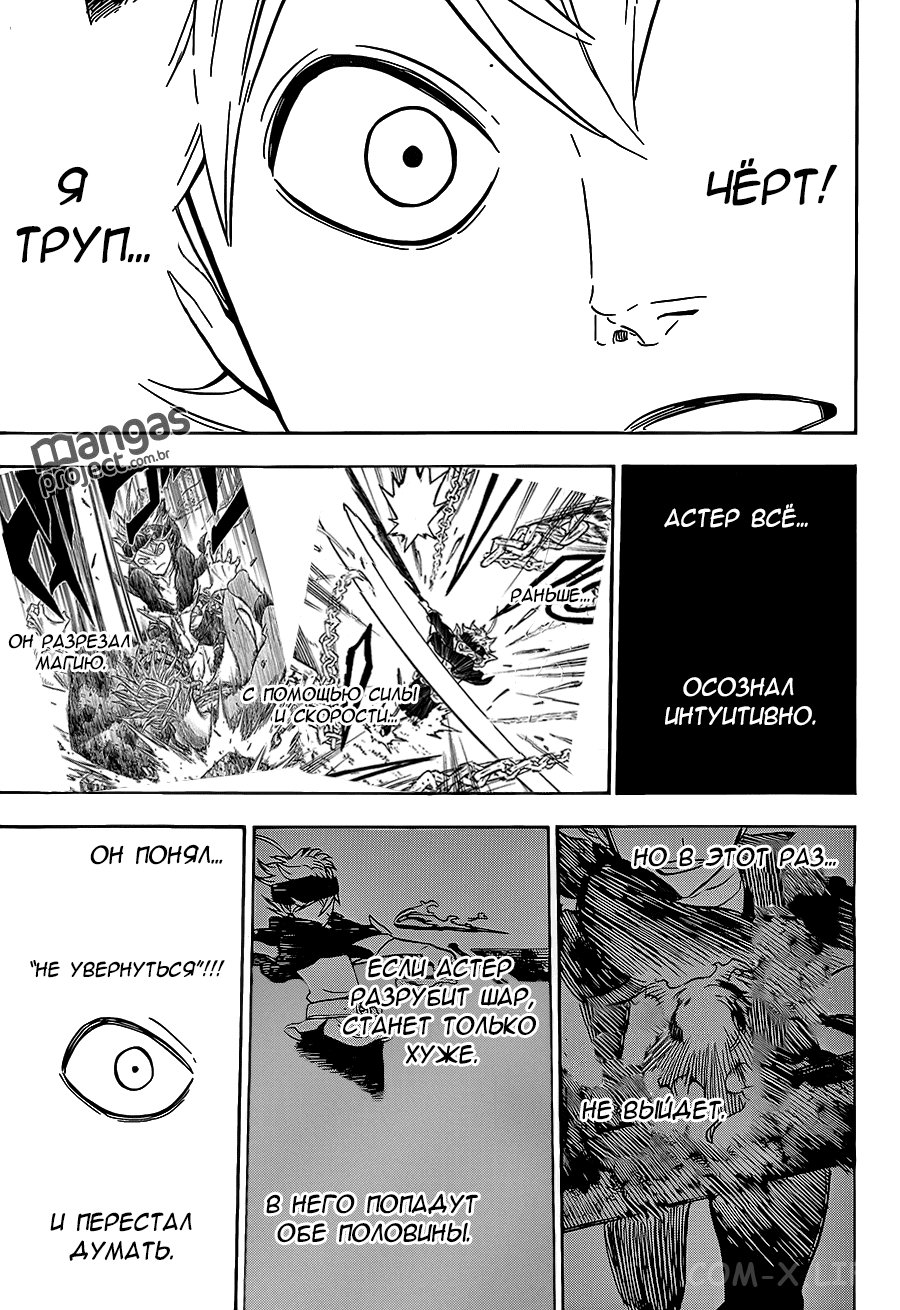 ЧЁРТ!
Я
ТРУП...
mangas
project.com.br
АСТЕР ВСЁ...
ОСОЗНАЛ
ИНТУИТИВНО.
РАНЬШЕ...
С ПОМОЩЬЮ СИЛЫ
И СКОРОСТИ...
ОН РАЗРЕЗАЛ
МАГИЮ.
НО В ЭТОТ РАЗ...
НЕ ВЫЙДЕТ.
ЕСЛИ АСТЕР
РАЗРУБИТ ШАР,
СТАНЕТ ТОЛЬКО
ХУЖЕ.
В НЕГО ПОПАДУТ
ОБЕ ПОЛОВИНЫ.
ОН ПОНЯЛ...
"НЕ УВЕРНУТЬСЯ"!!!
И ПЕРЕСТАЛ
ДУМАТЬ.
COM-X.LIFE